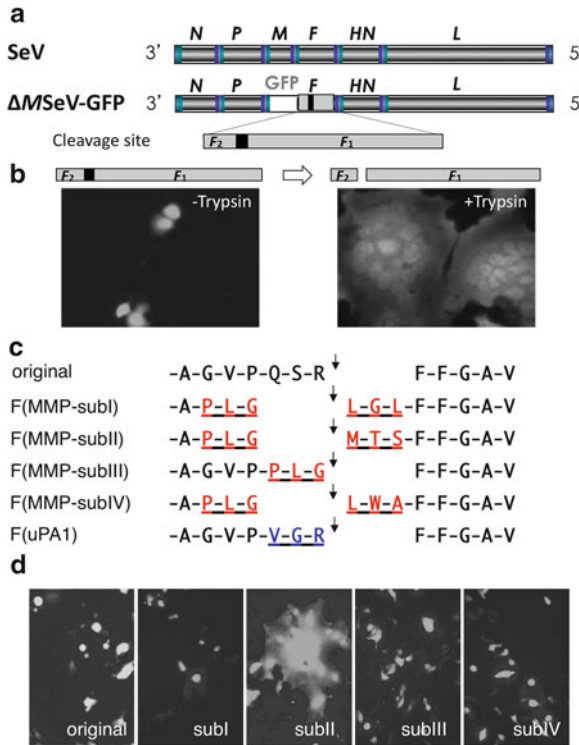 a
N P M F HN L
SeV 3' 5'
N P GFP F HN L
ΔMSeV-GFP 3' 5'
Cleavage site F2 F1
b
F2 F1 F2 F1
-Trypsin +Trypsin
c
original -A-G-V-P-Q-S-R F-F-G-A-V
F(MMP-subI) -A-P-L-G L-G-L-F-F-G-A-V
F(MMP-subII) -A-P-L-G M-T-S-F-F-G-A-V
F(MMP-subIII) -A-G-V-P-P-L-G F-F-G-A-V
F(MMP-subIV) -A-P-L-G L-W-A-F-F-G-A-V
F(uPA1) -A-G-V-P-V-G-R F-F-G-A-V
d
original subI subII subIII subIV